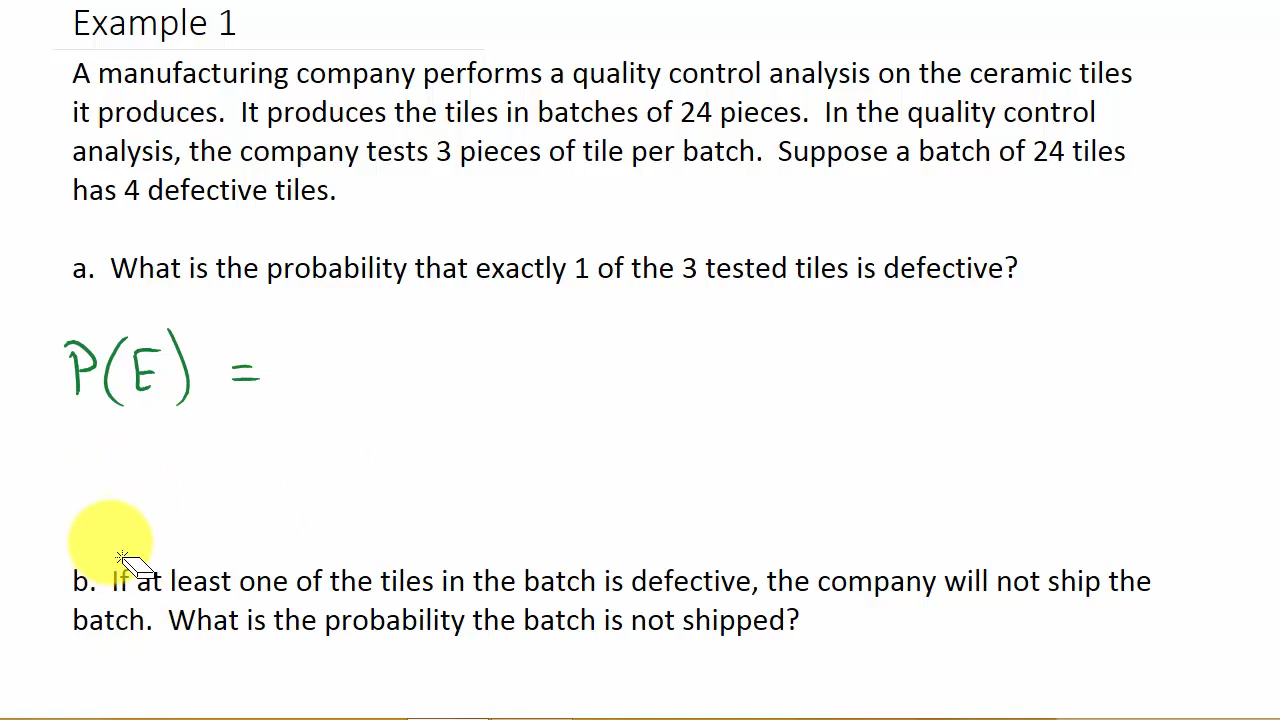 Example 1
A manufacturing company performs a quality control analysis on the ceramic tiles
it produces.  It produces the tiles in batches of 24 pieces.  In the quality control
analysis, the company tests 3 pieces of tile per batch.  Suppose a batch of 24 tiles
has 4 defective tiles.
a.  What is the probability that exactly 1 of the 3 tested tiles is defective?
P(E) =
b.  If at least one of the tiles in the batch is defective, the company will not ship the
batch.  What is the probability the batch is not shipped?